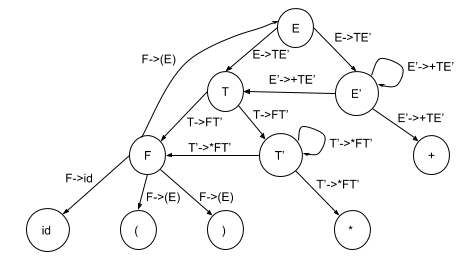 E
E->TE’
E->TE’
F->(E)
E’->+TE’
E’->+TE’
T
E’
T->FT’
T->FT’
E’->+TE’
T’->*FT’
T’->*FT’
F
T’
+
F->id
F->(E)
F->(E)
T’->*FT’
id
(
)
*